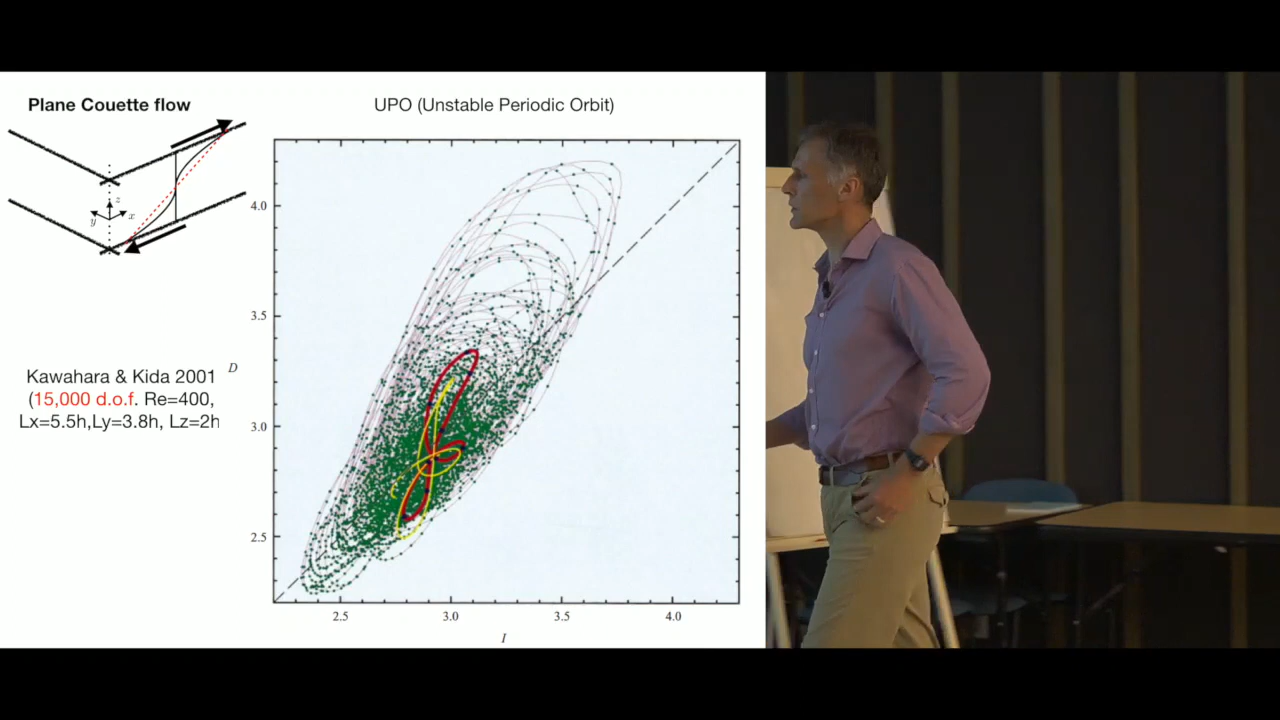 Plane Couette flow
UPO (Unstable Periodic Orbit)
z
y
x
Kawahara & Kida 2001
(15,000 d.o.f. Re=400,
Lx=5.5h,Ly=3.8h, Lz=2h
D
4.0
3.5
3.0
2.5
2.5 3.0 3.5 4.0
I